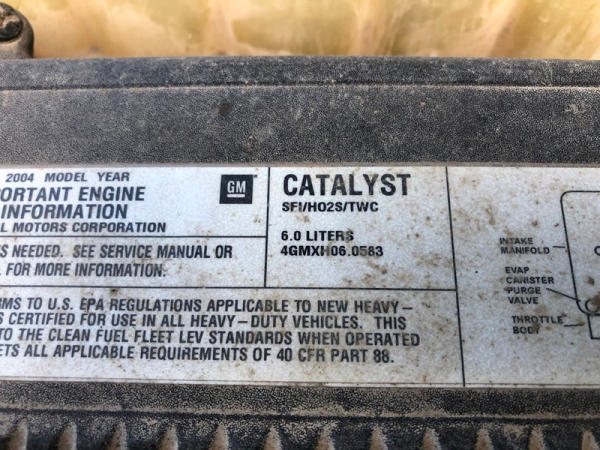 2004 MODEL YEAR
PORTANT ENGINE
INFORMATION
L MOTORS CORPORATION
GM
CATALYST
SFI/HO2S/TWC
6.0 LITERS
4GMXH06.0583
S NEEDED. SEE SERVICE MANUAL OR
L FOR MORE INFORMATION.
MS TO U.S. EPA REGULATIONS APPLICABLE TO NEW HEAVY-
S CERTIFIED FOR USE IN ALL HEAVY-DUTY VEHICLES. THIS
TO THE CLEAN FUEL FLEET LEV STANDARDS WHEN OPERATED
ETS ALL APPLICABLE REQUIREMENTS OF 40 CFR PART 88.
INTAKE
MANIFOLD
EVAP
CANISTER
PURGE
VALVE
THROTTLE
BODY